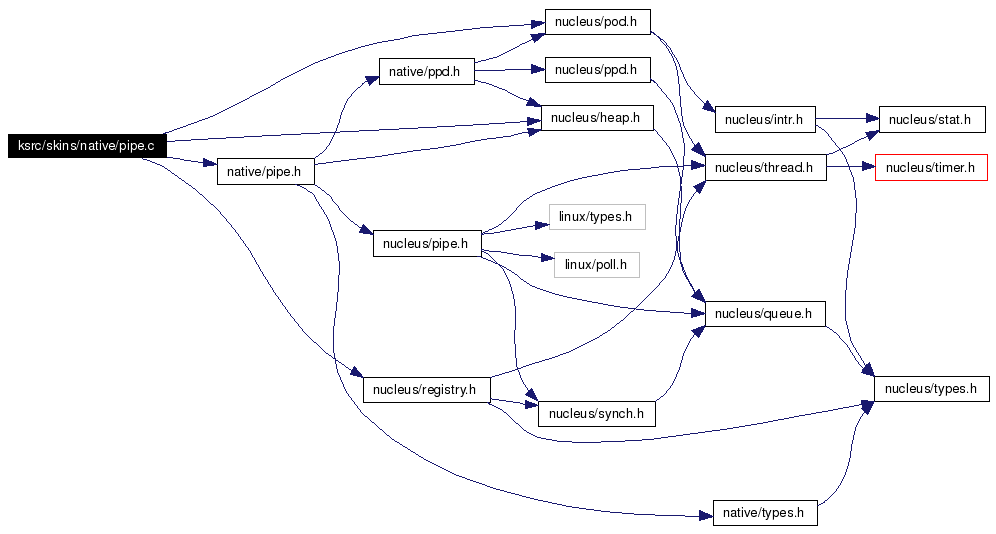 nucleus/pod.h
native/ppd.h
nucleus/ppd.h
nucleus/heap.h
nucleus/intr.h
nucleus/stat.h
ksrc/skins/native/pipe.c
native/pipe.h
nucleus/thread.h
nucleus/timer.h
linux/types.h
nucleus/pipe.h
linux/poll.h
nucleus/queue.h
nucleus/registry.h
nucleus/types.h
nucleus/synch.h
native/types.h